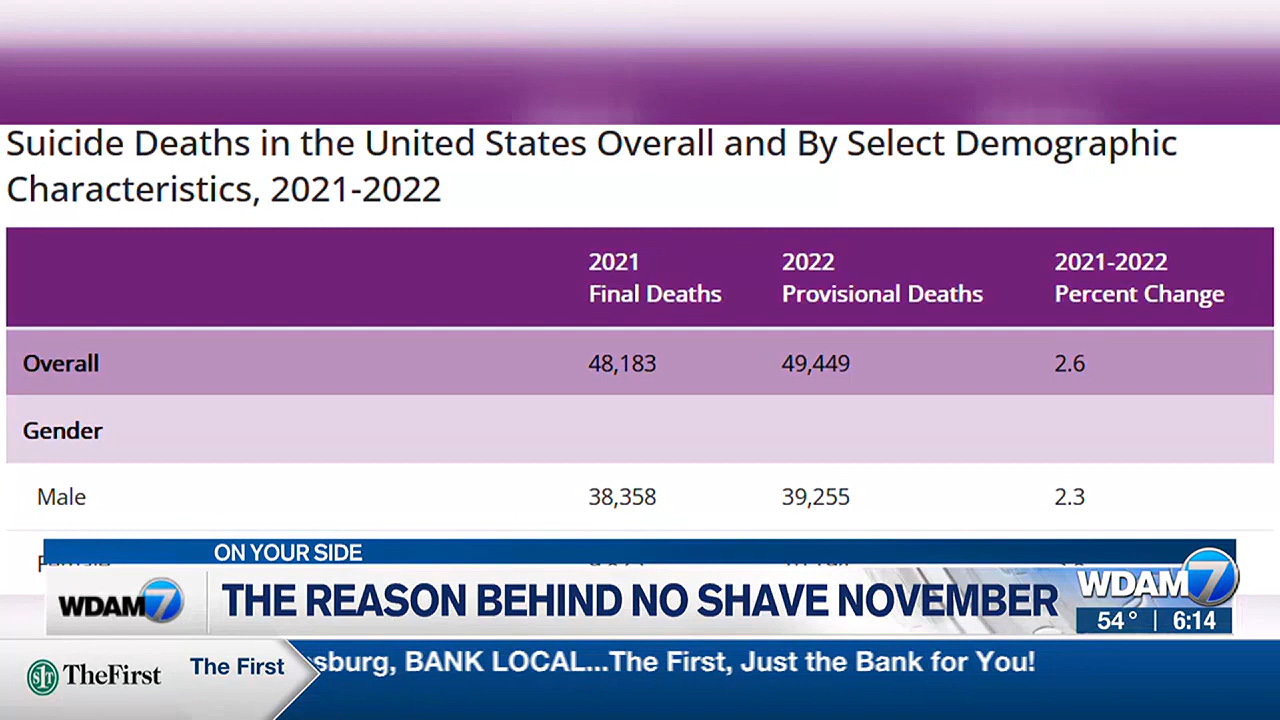 Suicide Deaths in the United States Overall and By Select Demographic
Characteristics, 2021-2022
2021 2022 2021-2022
Final Deaths Provisional Deaths Percent Change
Overall 48,183 49,449 2.6
Gender
Male 38,358 39,255 2.3
ON YOUR SIDE
WDAM 7 THE REASON BEHIND NO SHAVE NOVEMBER WDAM 7
54° | 6:14
TheFirst The First sburg, BANK LOCAL...The First, Just the Bank for You!